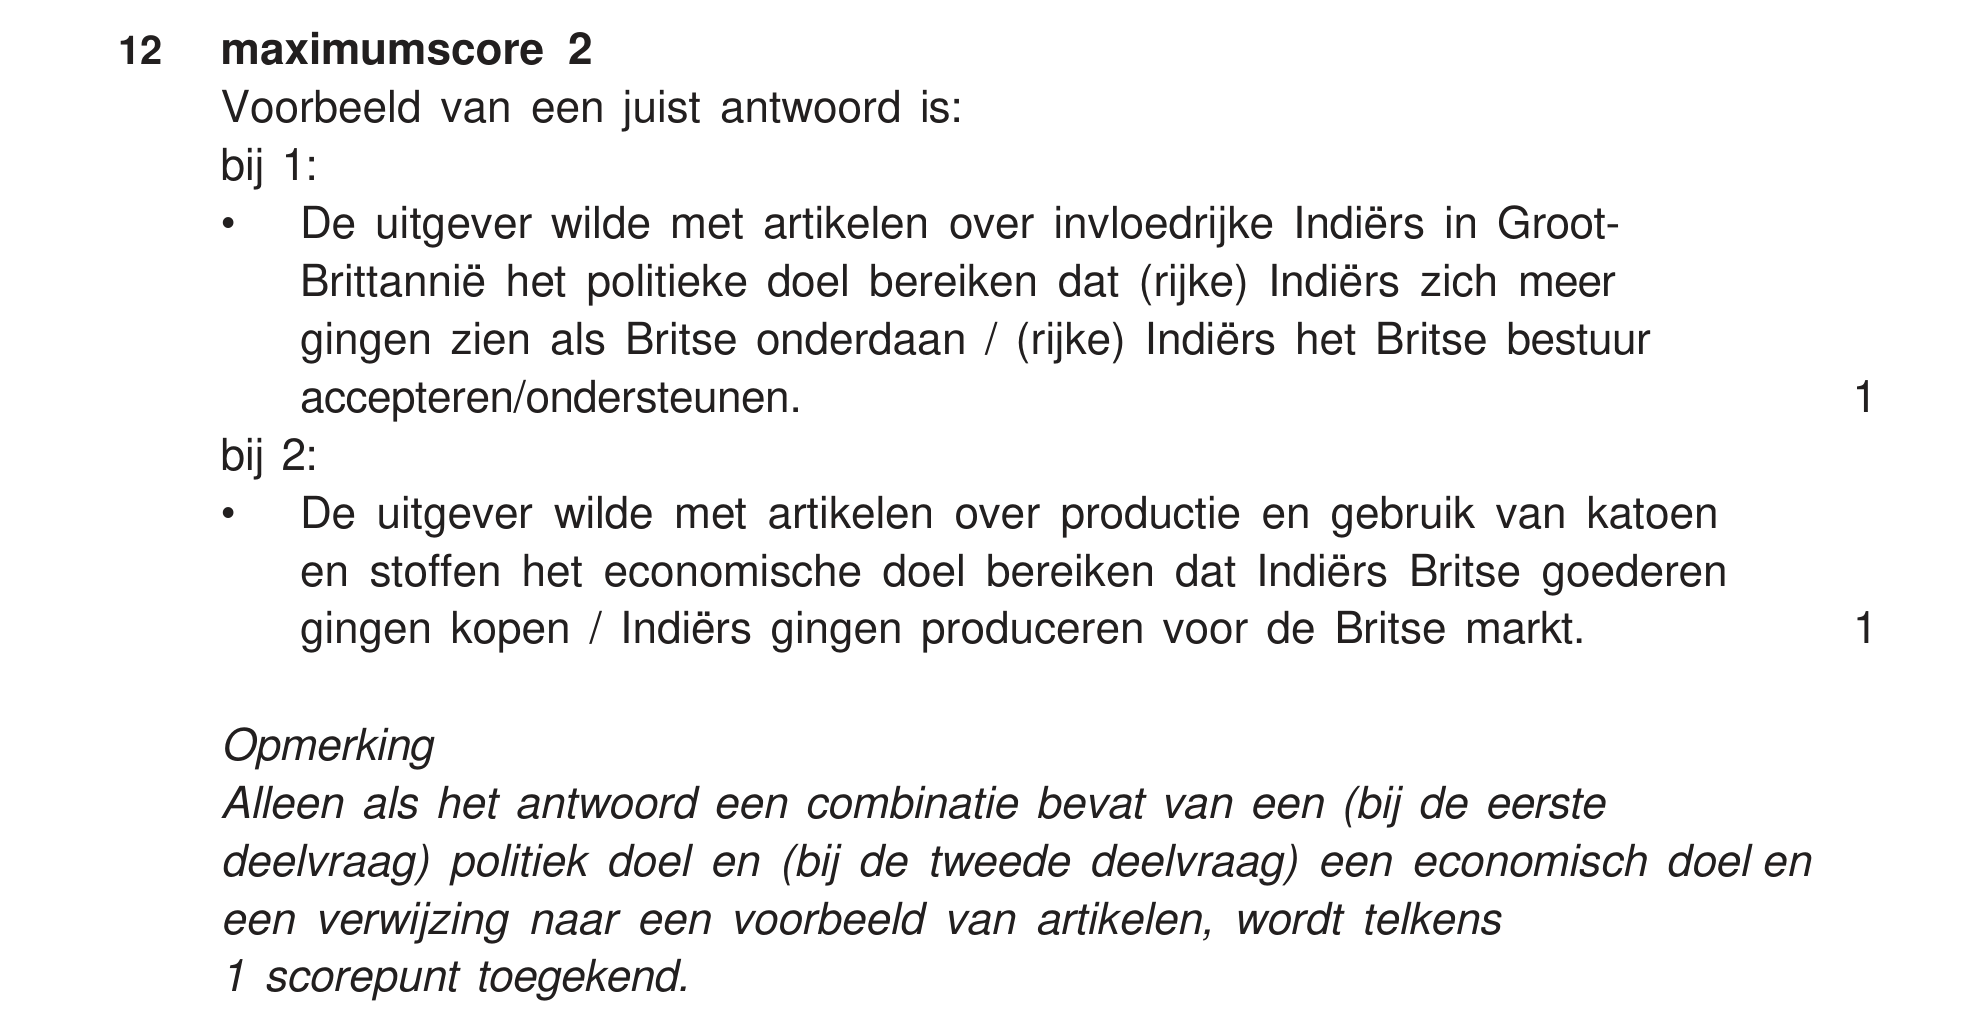 12 maximumscore 2
Voorbeeld van een juist antwoord is:
bij 1:
• De uitgever wilde met artikelen over invloedrijke Indiërs in Groot-
Brittannië het politieke doel bereiken dat (rijke) Indiërs zich meer
gingen zien als Britse onderdaan / (rijke) Indiërs het Britse bestuur
accepteren/ondersteunen. 1
bij 2:
• De uitgever wilde met artikelen over productie en gebruik van katoen
en stoffen het economische doel bereiken dat Indiërs Britse goederen
gingen kopen / Indiërs gingen produceren voor de Britse markt. 1
Opmerking
Alleen als het antwoord een combinatie bevat van een (bij de eerste
deelvraag) politiek doel en (bij de tweede deelvraag) een economisch doel en
een verwijzing naar een voorbeeld van artikelen, wordt telkens
1 scorepunt toegekend.